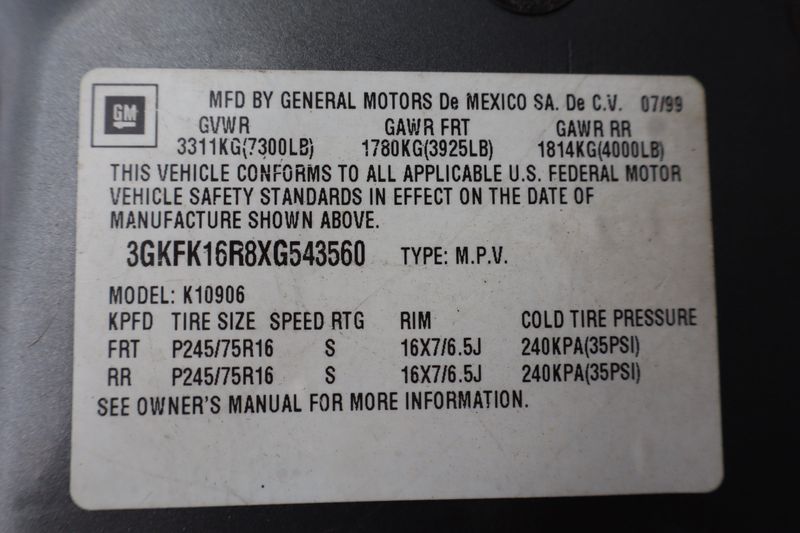 GM
MFD BY GENERAL MOTORS De MEXICO SA. De C.V. 07/99
GVWR GAWR FRT GAWR RR
3311KG(7300LB) 1780KG(3925LB) 1814KG(4000LB)
THIS VEHICLE CONFORMS TO ALL APPLICABLE U.S. FEDERAL MOTOR
VEHICLE SAFETY STANDARDS IN EFFECT ON THE DATE OF
MANUFACTURE SHOWN ABOVE.
3GKFK16R8XG543560 TYPE: M.P.V.
MODEL: K10906
KPFD TIRE SIZE SPEED RTG RIM COLD TIRE PRESSURE
FRT P245/75R16 S 16X7/6.5J 240KPA(35PSI)
RR P245/75R16 S 16X7/6.5J 240KPA(35PSI)
SEE OWNER'S MANUAL FOR MORE INFORMATION.